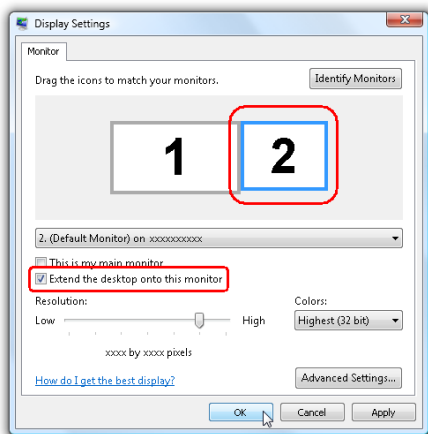 Display Settings
Monitor
Drag the icons to match your monitors.
Identify Monitors
1
2
2. (Default Monitor) on xxxxxxxxxx
This is my main monitor
Extend the desktop onto this monitor
Resolution:
Colors:
Low
High
Highest (32 bit)
xxxx by xxxx pixels
How do I get the best display?
Advanced Settings...
OK
Cancel
Apply